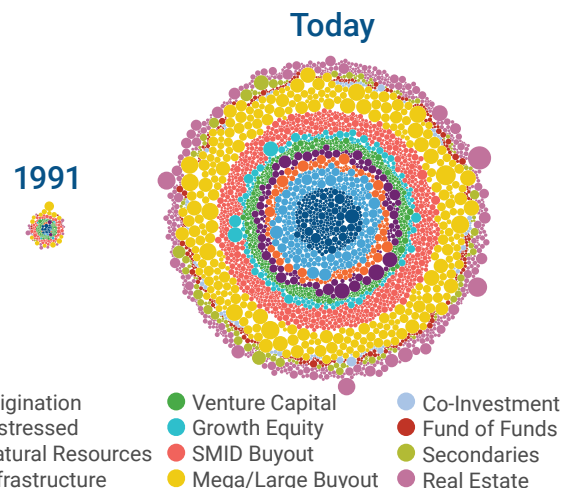 Today
1991
igination
stressed
atural Resources
frastructure
Venture Capital
Growth Equity
SMID Buyout
Mega/Large Buyout
Co-Investment
Fund of Funds
Secondaries
Real Estate